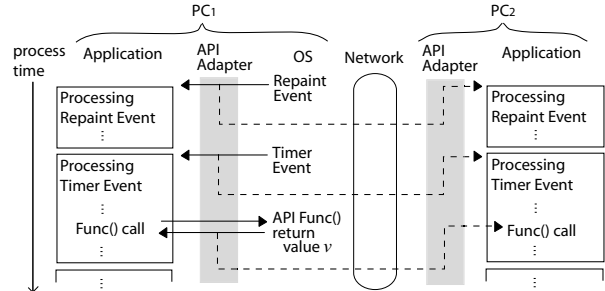 PC1
PC2
process
time
Application
API
Adapter
OS
Network
API
Adapter
Application
Repaint
Event
Processing
Repaint Event
⋮
Processing
Repaint Event
⋮
Timer
Event
Processing
Timer Event
⋮
Func() call
⋮
Processing
Timer Event
⋮
Func() call
⋮
API Func()
return
value v
⋮
⋮